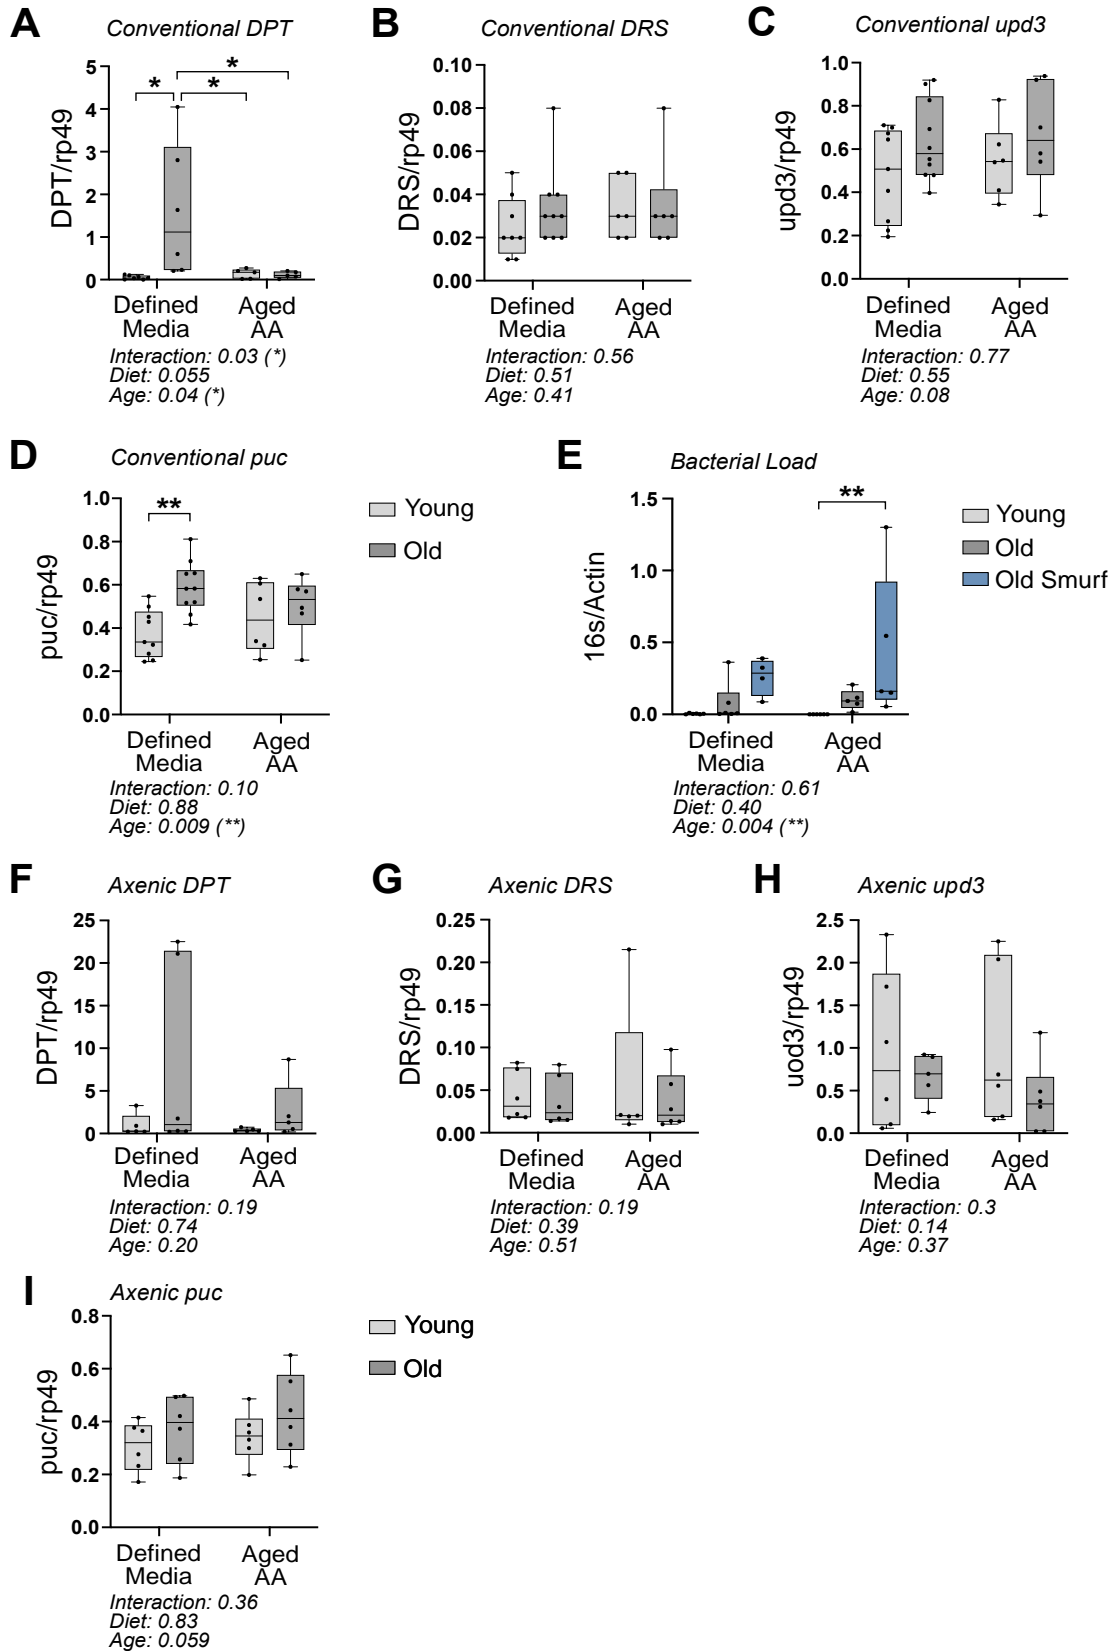 A
Conventional DPT
DPT/rp49
5
4
3
2
1
0
*
*
*
Defined
Media
Aged
AA
Interaction: 0.03 (*)
Diet: 0.055
Age: 0.04 (*)
B
Conventional DRS
DRS/rp49
0.10
0.08
0.06
0.04
0.02
0.00
Defined
Media
Aged
AA
Interaction: 0.56
Diet: 0.51
Age: 0.41
C
Conventional upd3
upd3/rp49
1.0
0.8
0.6
0.4
0.2
0.0
Defined
Media
Aged
AA
Interaction: 0.77
Diet: 0.55
Age: 0.08
D
Conventional puc
puc/rp49
1.0
0.8
0.6
0.4
0.2
0.0
**
Defined
Media
Aged
AA
Interaction: 0.10
Diet: 0.88
Age: 0.009 (**)
Young
Old
E
Bacterial Load
16s/Actin
1.5
1.0
0.5
0.0
**
Defined
Media
Aged
AA
Interaction: 0.61
Diet: 0.40
Age: 0.004 (**)
Young
Old
Old Smurf
F
Axenic DPT
DPT/rp49
25
20
15
10
5
0
Defined
Media
Aged
AA
Interaction: 0.19
Diet: 0.74
Age: 0.20
G
Axenic DRS
DRS/rp49
0.25
0.20
0.15
0.10
0.05
0.00
Defined
Media
Aged
AA
Interaction: 0.19
Diet: 0.39
Age: 0.51
H
Axenic upd3
uod3/rp49
2.5
2.0
1.5
1.0
0.5
0.0
Defined
Media
Aged
AA
Interaction: 0.3
Diet: 0.14
Age: 0.37
I
Axenic puc
puc/rp49
0.8
0.6
0.4
0.2
0.0
Defined
Media
Aged
AA
Interaction: 0.36
Diet: 0.83
Age: 0.059
Young
Old